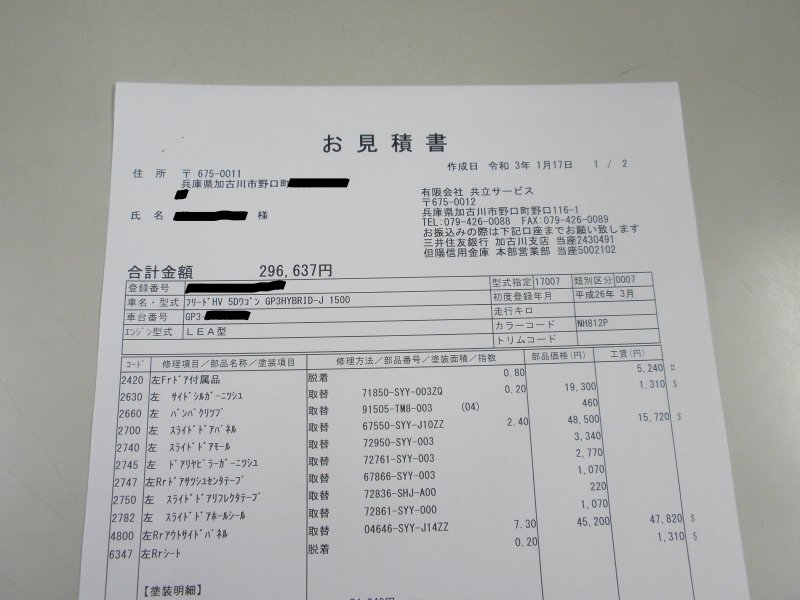 お見積書
作成日 令和 3年 1月17日 1 / 2
住 所 〒 675-0011
兵庫県加古川市野口町
氏 名 様
有限会社 共立サービス
〒675-0012
兵庫県加古川市野口町野口116-1
TEL:079-426-0088 FAX:079-426-0089
お振込みの際は下記口座までお願い致します
三井住友銀行 加古川支店 当座2430491
但陽信用金庫 本部営業部 当座5002102
合計金額 296,637円
登録番号 型式指定 17007 類別区分 0007
車名・型式 フリードHV 5Dワゴン GP3HYBRID-J 1500 初度登録年月 平成26年 3月
車台番号 GP3- 走行キロ
エンジン型式 LEA型 カラーコード NH812P
トリムコード
コード 修理項目/部品名称/塗装項目 修理方法/部品番号/塗装面積/指数 部品価格(円) 工賃(円)
2420 左Frドア付属品 脱着 0.80 5,240 #
2630 左 サイドシルガーニッシュ 取替 71850-SYY-003ZQ 0.20 19,300 1,310 S
2660 左 バンパクリップ 取替 91505-TM8-003 (04) 460
2700 左 スライドドアパネル 取替 67550-SYY-J10ZZ 2.40 48,500 15,720 S
2740 左 スライドドアモール 取替 72950-SYY-003 3,340
2745 左 ドアリヤピラーガーニッシュ 取替 72761-SYY-003 2,770
2747 左Rrドアサッシュセンタテープ 取替 67866-SYY-003 1,070
2750 左 スライドドアリフレクタテープ 取替 72836-SHJ-A00 220
2782 左 スライドドアホールシール 取替 72861-SYY-000 1,070
4800 左Rrアウトサイドパネル 取替 04646-SYY-J14ZZ 7.30 45,200 47,820 S
6347 左Rrシート 脱着 0.20 1,310 S
【塗装明細】